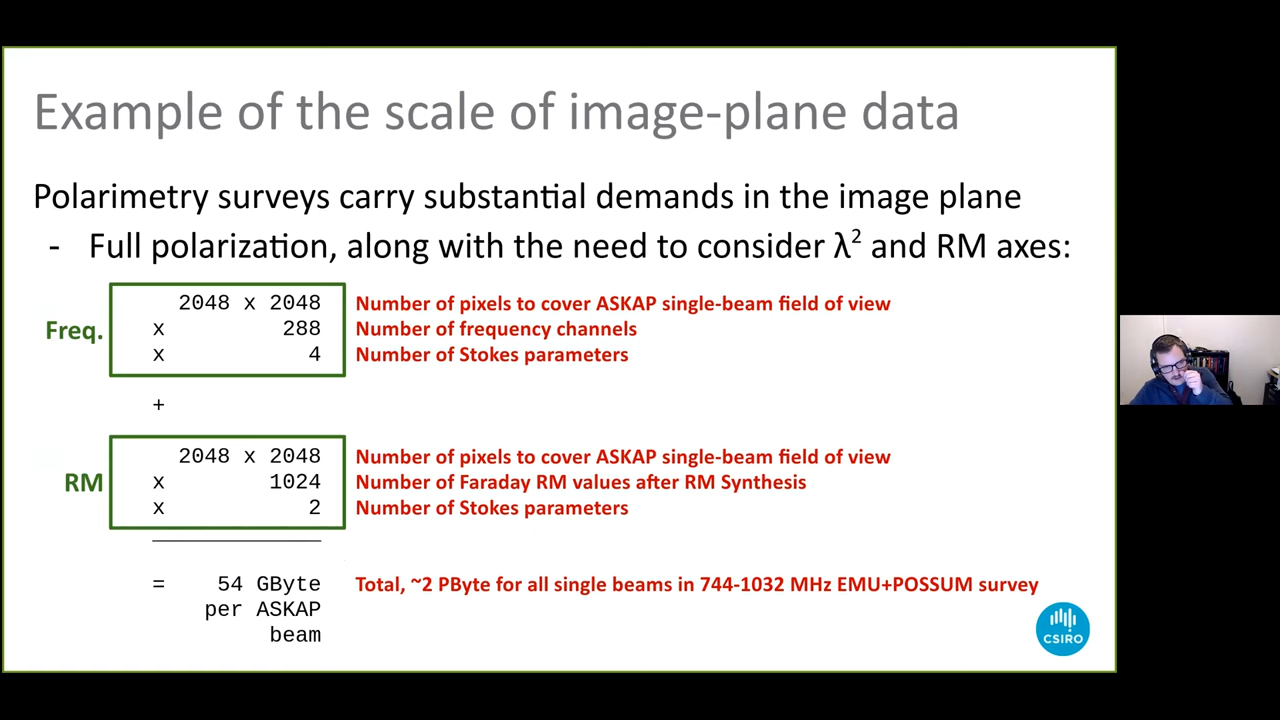 Example of the scale of image-plane data
Polarimetry surveys carry substantial demands in the image plane
- Full polarization, along with the need to consider λ² and RM axes:
Freq.
2048 x 2048 Number of pixels to cover ASKAP single-beam field of view
x 288 Number of frequency channels
x 4 Number of Stokes parameters
+
RM
2048 x 2048 Number of pixels to cover ASKAP single-beam field of view
x 1024 Number of Faraday RM values after RM Synthesis
x 2 Number of Stokes parameters
= 54 GByte Total, ~2 PByte for all single beams in 744-1032 MHz EMU+POSSUM survey
per ASKAP
beam
CSIRO